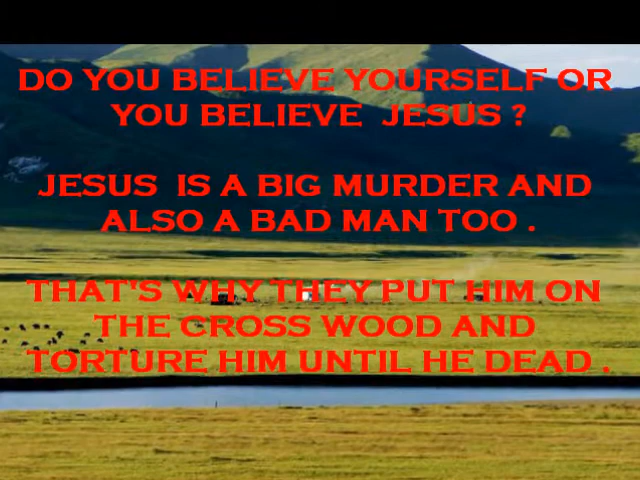 DO YOU BELIEVE YOURSELF OR
YOU BELIEVE JESUS ?
JESUS IS A BIG MURDER AND
ALSO A BAD MAN TOO .
THAT'S WHY THEY PUT HIM ON
THE CROSS WOOD AND
TORTURE HIM UNTIL HE DEAD .